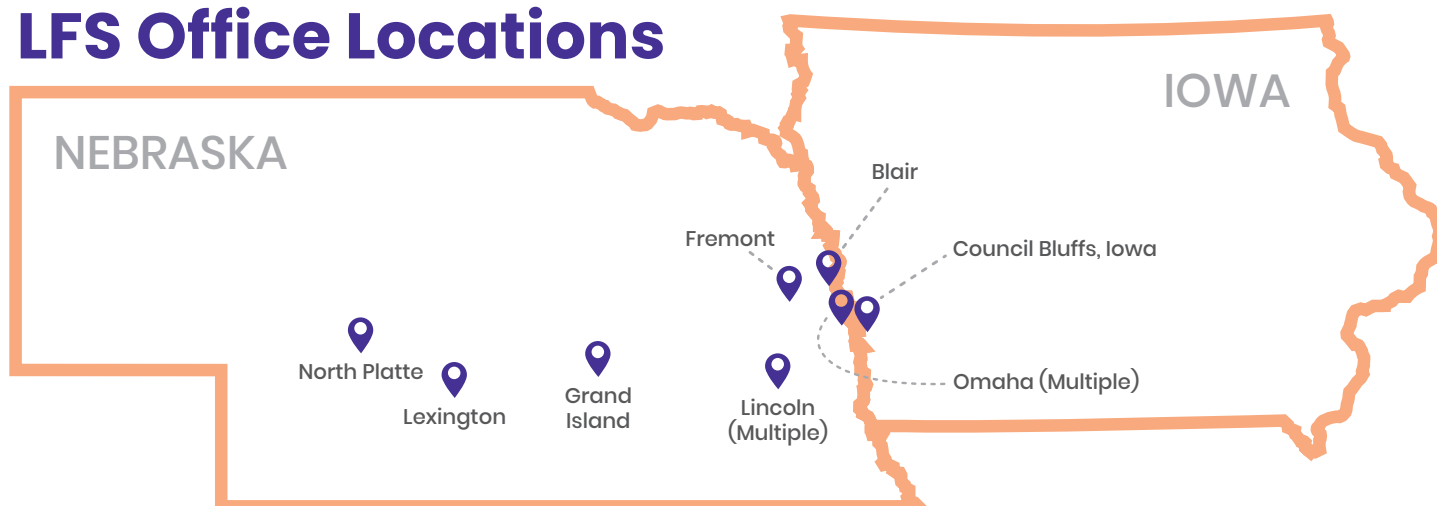 LFS Office Locations
IOWA
NEBRASKA
Blair
Fremont
Council Bluffs, Iowa
North Platte
Lexington
Grand
Island
Lincoln
(Multiple)
Omaha (Multiple)